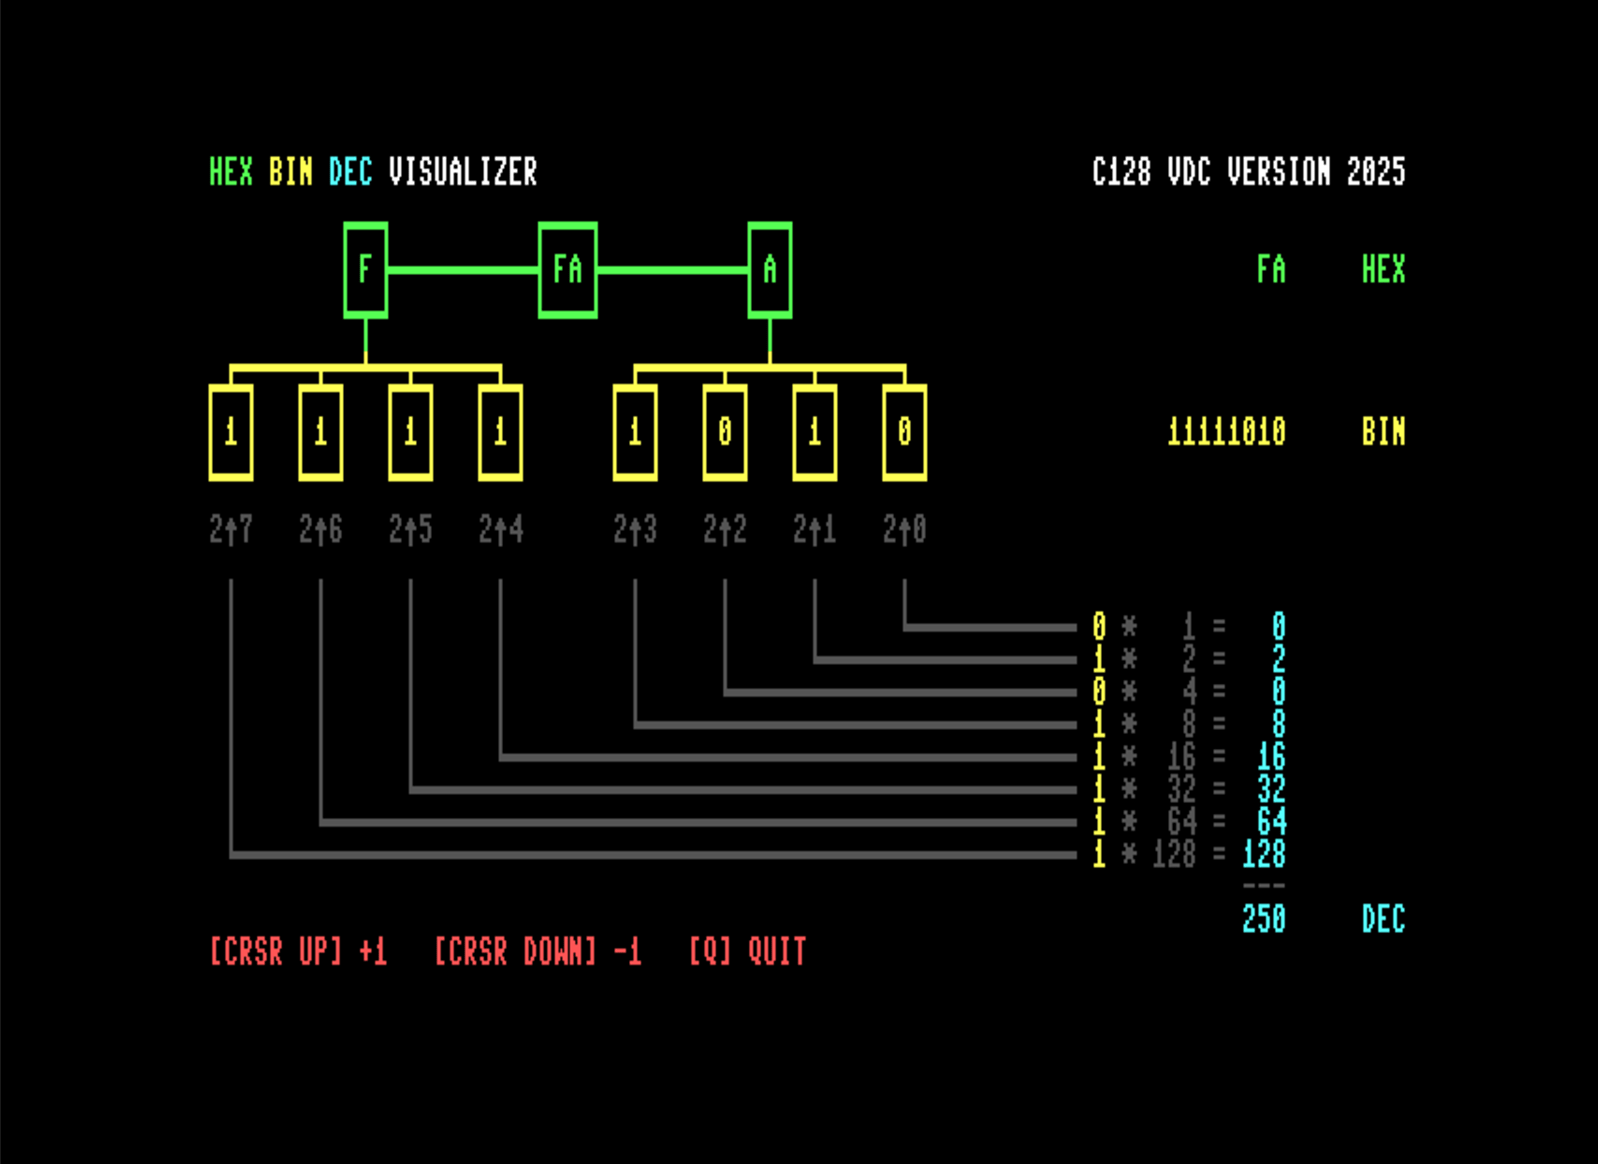 HEX BIN DEC VISUALIZER C128 VDC VERSION 2025
F FA A FA HEX
1 1 1 1 1 0 1 0 11111010 BIN
2↑7 2↑6 2↑5 2↑4 2↑3 2↑2 2↑1 2↑0
0 * 1 = 0
1 * 2 = 2
0 * 4 = 0
1 * 8 = 8
1 * 16 = 16
1 * 32 = 32
1 * 64 = 64
1 * 128 = 128
---
250 DEC
[CRSR UP] +1 [CRSR DOWN] -1 [Q] QUIT